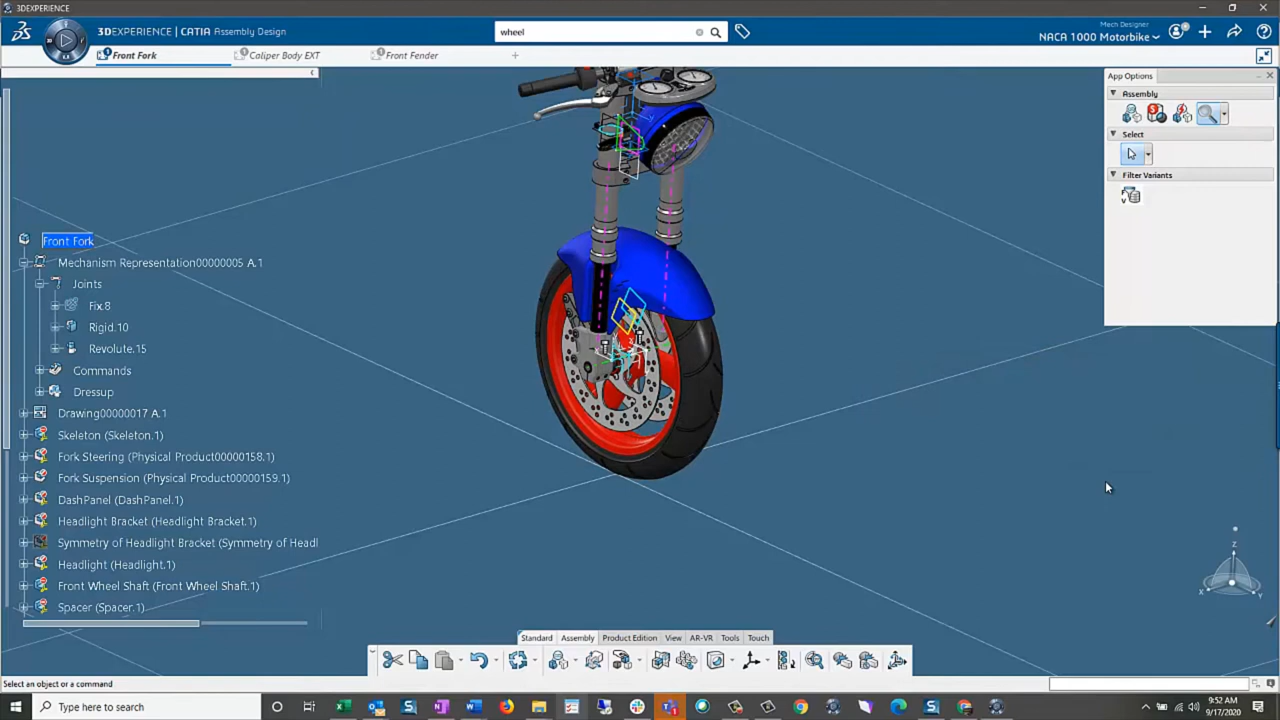 3DEXPERIENCE
3DEXPERIENCE | CATIA Assembly Design
wheel
Mech Designer
NACA 1000 Motorbike
Front Fork
Caliper Body EXT
Front Fender
App Options
Assembly
Select
Filter Variants
Front Fork
Mechanism Representation00000005 A.1
Joints
Fix.8
Rigid.10
Revolute.15
Commands
Dressup
Drawing00000017 A.1
Skeleton (Skeleton.1)
Fork Steering (Physical Product00000158.1)
Fork Suspension (Physical Product00000159.1)
DashPanel (DashPanel.1)
Headlight Bracket (Headlight Bracket.1)
Symmetry of Headlight Bracket (Symmetry of Headl
Headlight (Headlight.1)
Front Wheel Shaft (Front Wheel Shaft.1)
Spacer (Spacer.1)
Z
X
Y
Standard Assembly Product Edition View AR-VR Tools Touch
Select an object or a command
Type here to search
9:52 AM
9/17/2020